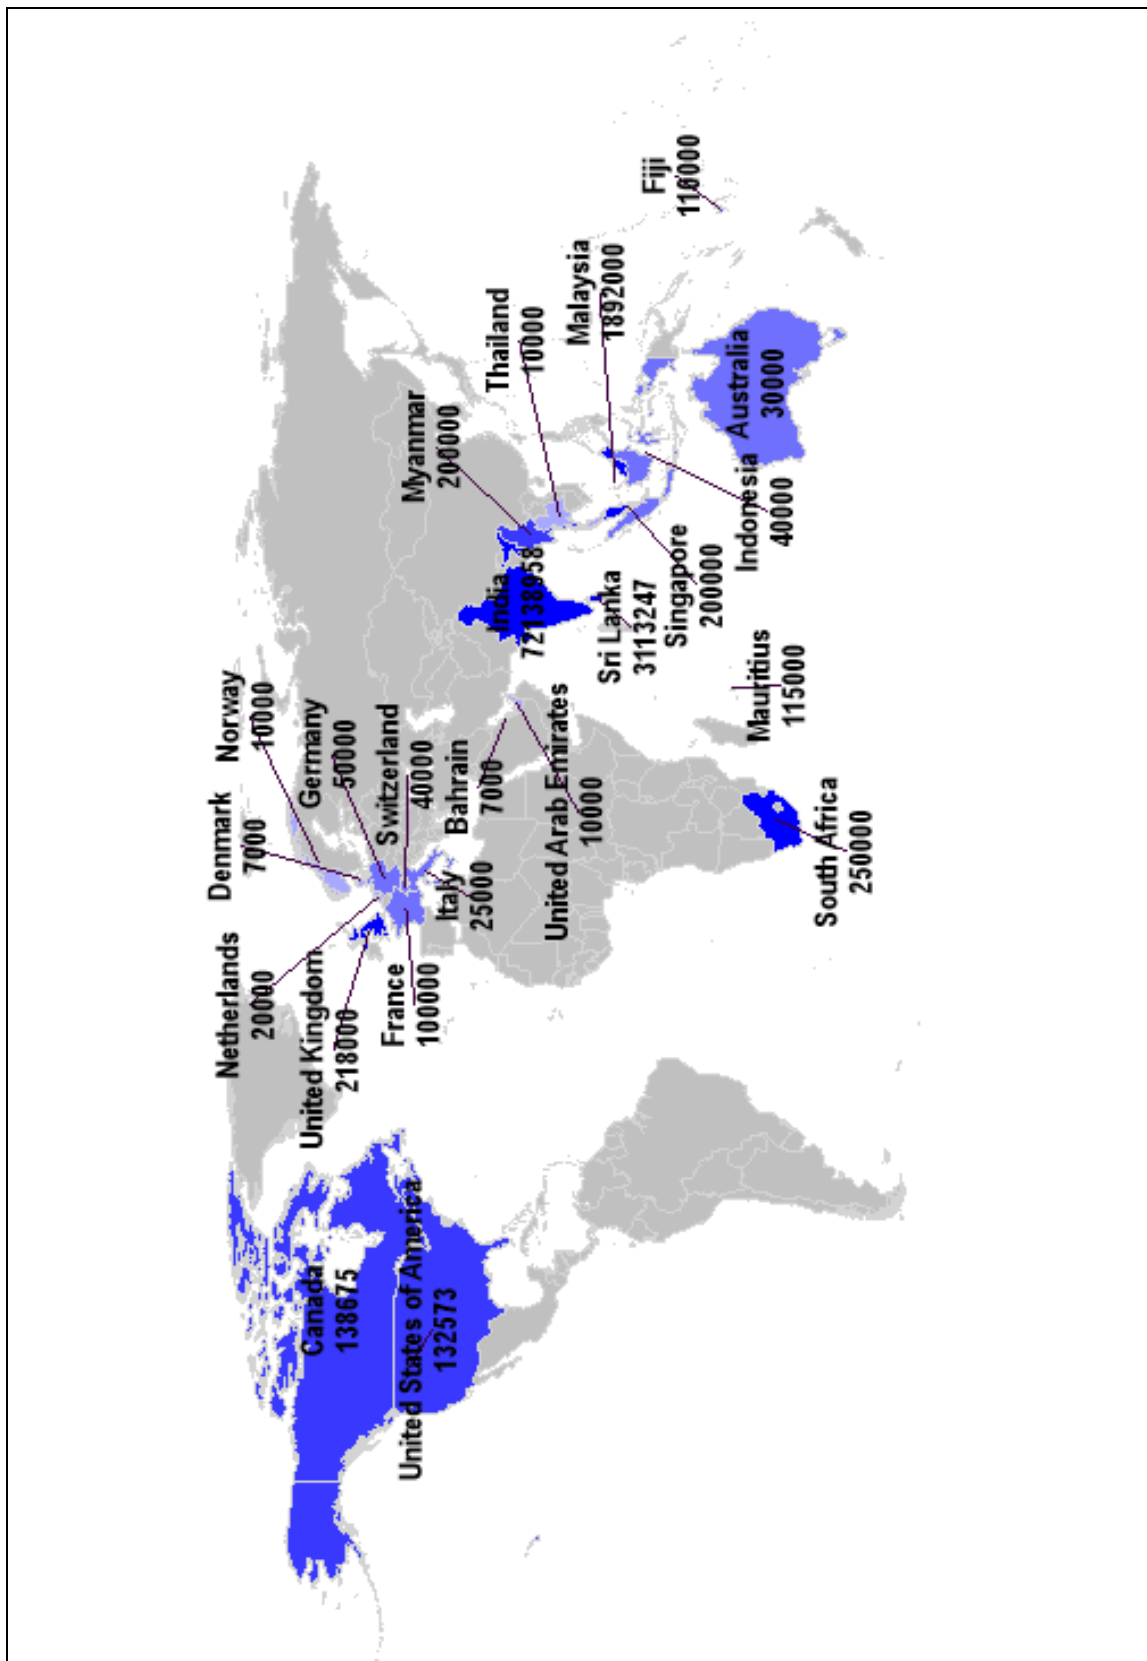 Canada
138675
United States of America
132573
Netherlands
20000
United Kingdom
218000
France
100000
Denmark
7000
Norway
10000
Germany
50000
Switzerland
40000
Italy
25000
Bahrain
7000
United Arab Emirates
10000
South Africa
250000
Mauritius
115000
India
72138958
Sri Lanka
3113247
Singapore
200000
Myanmar
200000
Thailand
10000
Malaysia
1892000
Indonesia
40000
Australia
30000
Fiji